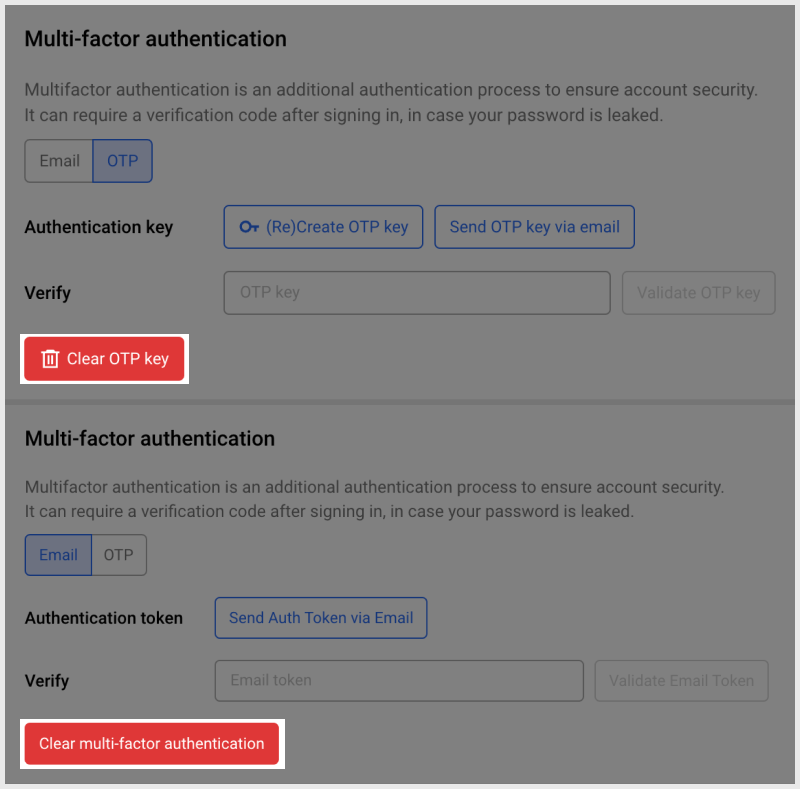 Multi-factor authentication
Multifactor authentication is an additional authentication process to ensure account security.
It can require a verification code after signing in, in case your password is leaked.
Email OTP
Authentication key (Re)Create OTP key Send OTP key via email
Verify OTP key Validate OTP key
Clear OTP key
Multi-factor authentication
Multifactor authentication is an additional authentication process to ensure account security.
It can require a verification code after signing in, in case your password is leaked.
Email OTP
Authentication token Send Auth Token via Email
Verify Email token Validate Email Token
Clear multi-factor authentication